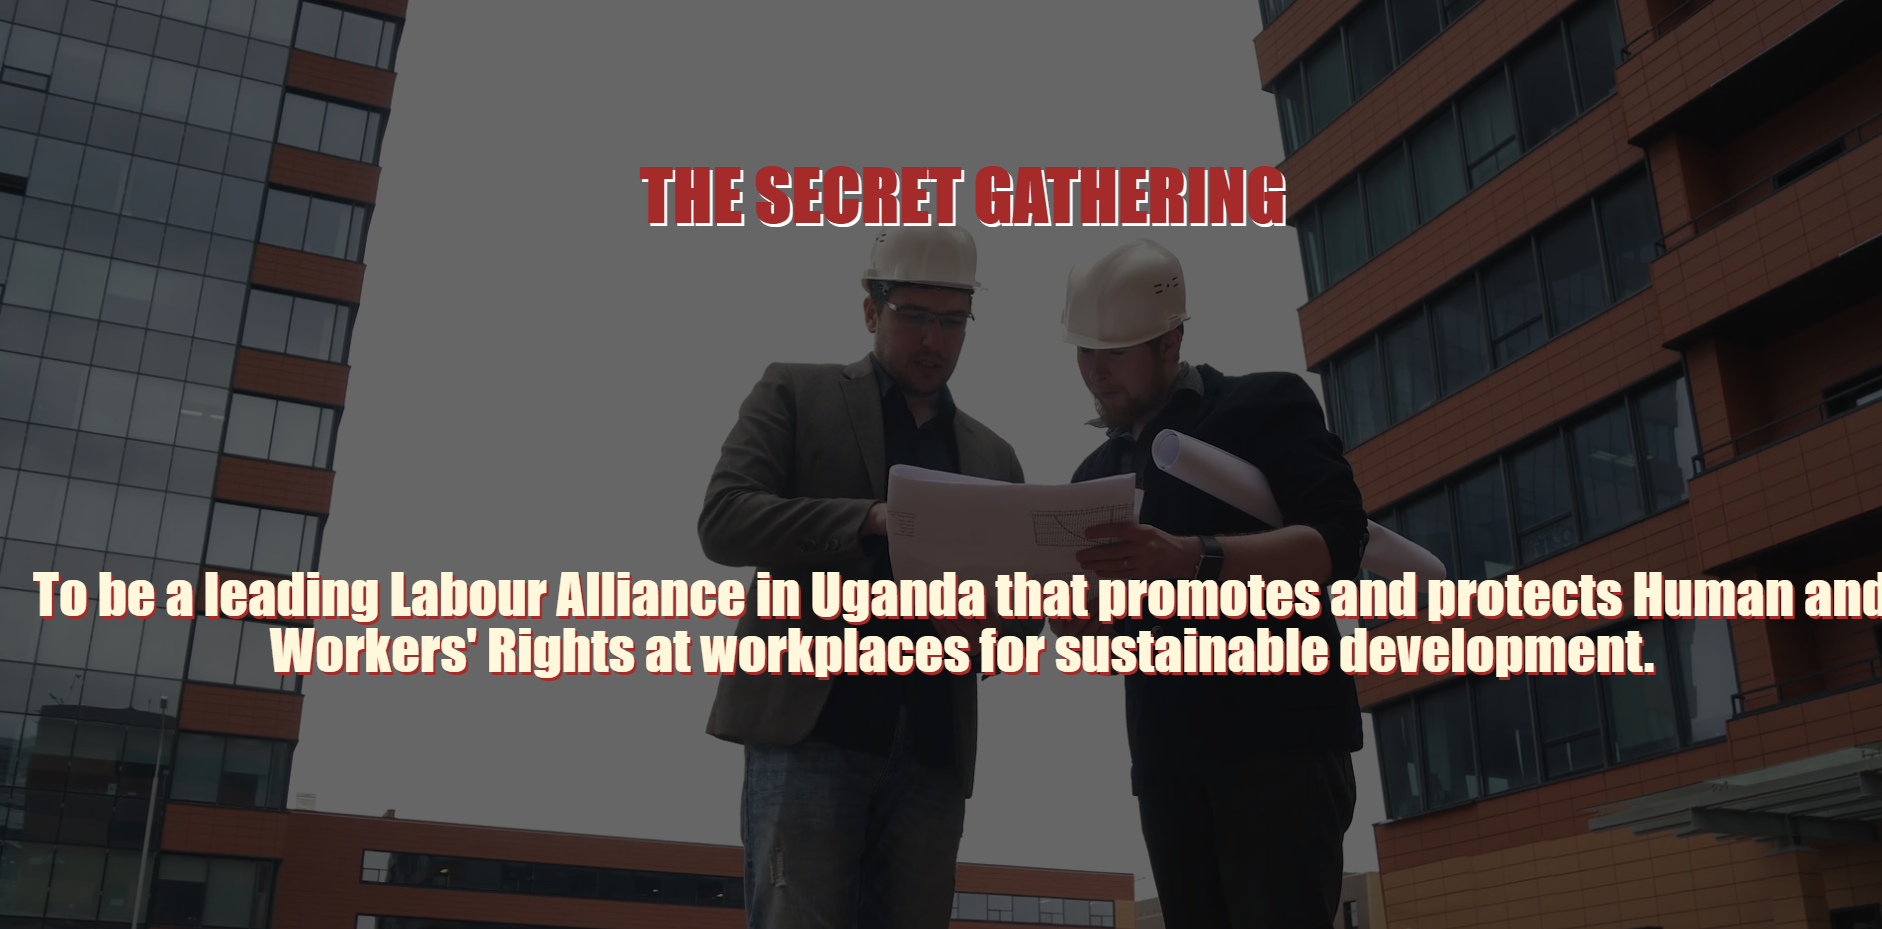 THE SECRET GATHERING
To be a leading Labour Alliance in Uganda that promotes and protects Human and
Workers' Rights at workplaces for sustainable development.